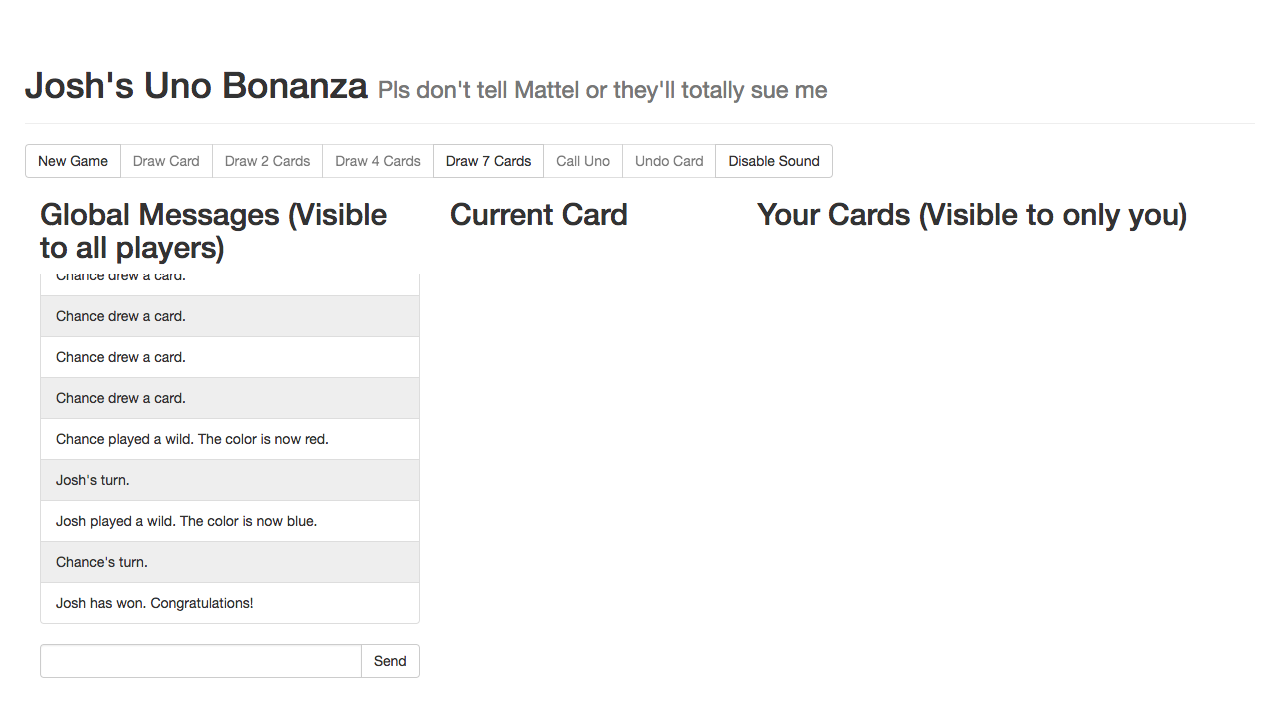 Josh's Uno Bonanza Pls don't tell Mattel or they'll totally sue me
New Game Draw Card Draw 2 Cards Draw 4 Cards Draw 7 Cards Call Uno Undo Card Disable Sound
Global Messages (Visible
to all players)
Current Card
Your Cards (Visible to only you)
Chance drew a card.
Chance drew a card.
Chance drew a card.
Chance drew a card.
Chance played a wild. The color is now red.
Josh's turn.
Josh played a wild. The color is now blue.
Chance's turn.
Josh has won. Congratulations!
Send